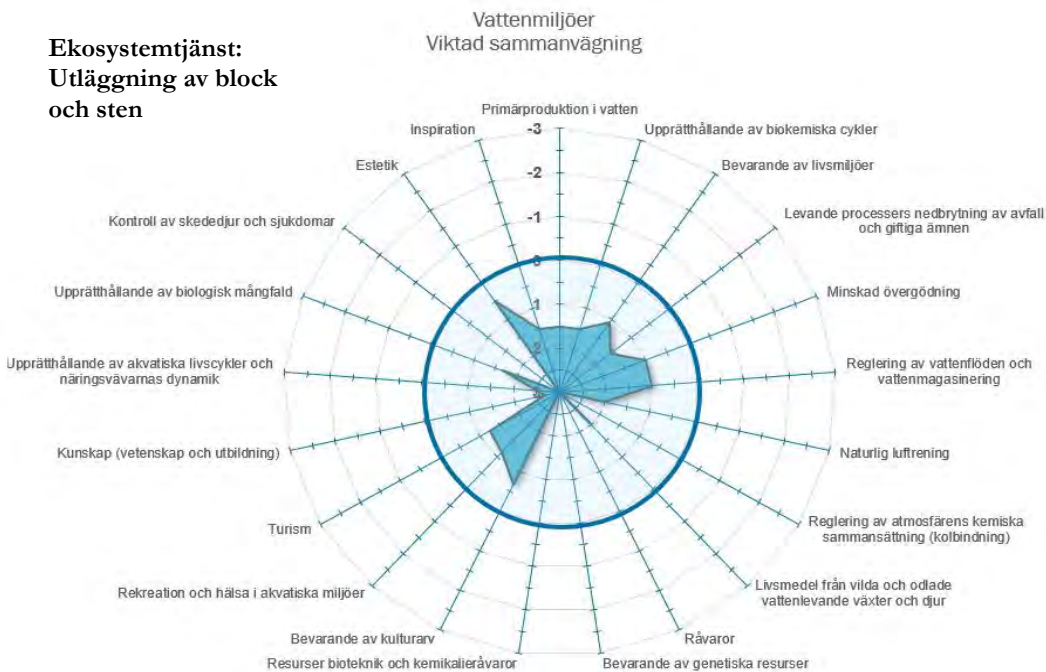 Vattenmiljöer
Viktad sammanvägning
Ekosystemtjänst:
Utläggning av block
och sten
Primärproduktion i vatten
Upprätthållande av biokemiska cykler
Bevarande av livsmiljöer
Levande processers nedbrytning av avfall
och giftiga ämnen
Minskad övergödning
Reglering av vattenflöden och
vattenmagasinering
Naturlig luftrening
Reglering av atmosfärens kemiska
sammansättning (kolbindning)
Livsmedel från vilda och odlade
vattenlevande växter och djur
Råvaror
Bevarande av genetiska resurser
Resurser bioteknik och kemikalieråvaror
Bevarande av kulturarv
Rekreation och hälsa i akvatiska miljöer
Turism
Kunskap (vetenskap och utbildning)
Upprätthållande av akvatiska livscykler och
näringsvävarnas dynamik
Upprätthållande av biologisk mångfald
Kontroll av skededjur och sjukdomar
Estetik
Inspiration
-3
-2
-1
0
1
2
3